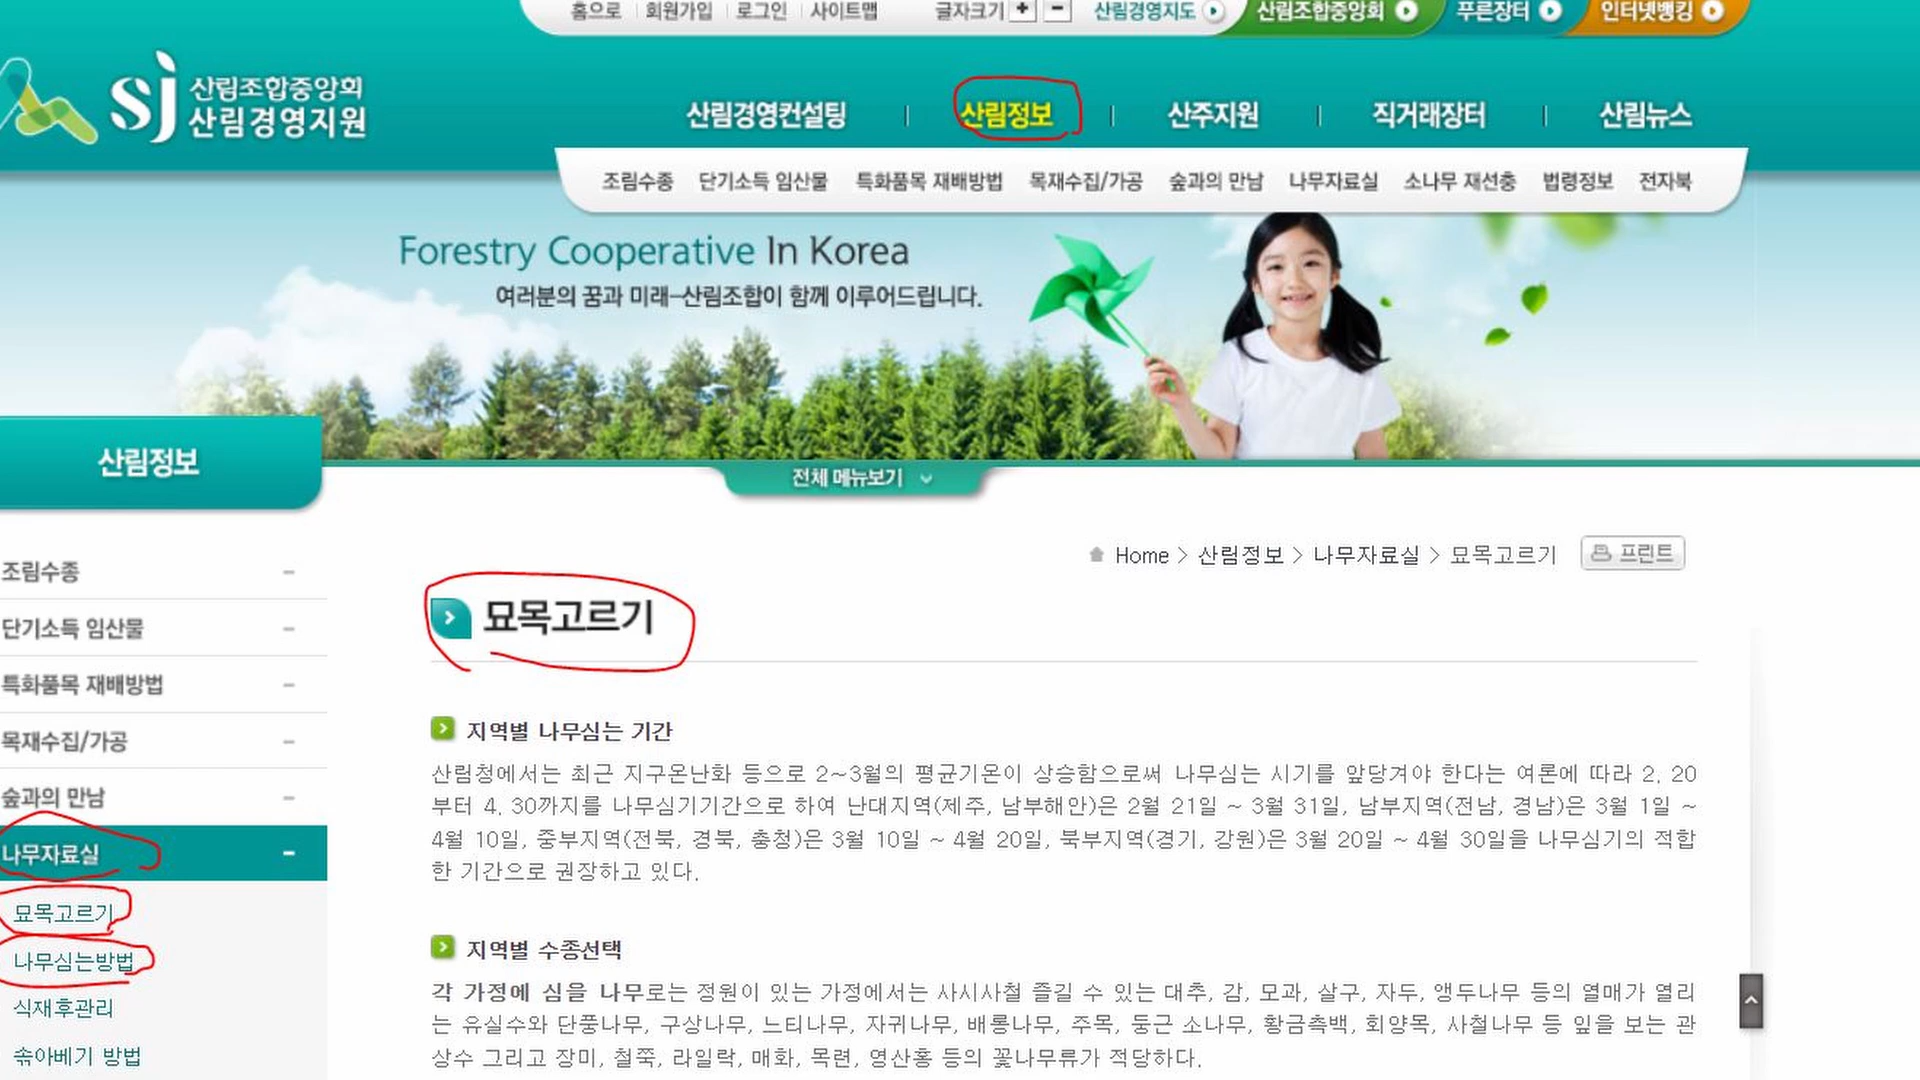 홈으로 회원가입 로그인 사이트맵 글자크기 + - 산림경영지도 산림조합중앙회 푸른장터 인터넷뱅킹
sj 산림조합중앙회
산림경영지원
산림경영컨설팅 산림정보 산주지원 직거래장터 산림뉴스
조림수종 단기소득 임산물 특화품목 재배방법 목재수집/가공 숲과의 만남 나무자료실 소나무 재선충 법령정보 전자북
Forestry Cooperative In Korea
여러분의 꿈과 미래-산림조합이 함께 이루어드립니다.
산림정보
전체 메뉴보기
Home > 산림정보 > 나무자료실 > 묘목고르기 프린트
조림수종
단기소득 임산물
특화품목 재배방법
목재수집/가공
숲과의 만남
나무자료실
묘목고르기
나무심는방법
식재후관리
솎아베기 방법
묘목고르기
지역별 나무심는 기간
산림청에서는 최근 지구온난화 등으로 2~3월의 평균기온이 상승함으로써 나무심는 시기를 앞당겨야 한다는 여론에 따라 2. 20
부터 4. 30까지를 나무심기기간으로 하여 난대지역(제주, 남부해안)은 2월 21일 ~ 3월 31일, 남부지역(전남, 경남)은 3월 1일 ~
4월 10일, 중부지역(전북, 경북, 충청)은 3월 10일 ~ 4월 20일, 북부지역(경기, 강원)은 3월 20일 ~ 4월 30일을 나무심기의 적합
한 기간으로 권장하고 있다.
지역별 수종선택
각 가정에 심을 나무로는 정원이 있는 가정에서는 사시사철 즐길 수 있는 대추, 감, 모과, 살구, 자두, 앵두나무 등의 열매가 열리
는 유실수와 단풍나무, 구상나무, 느티나무, 자귀나무, 배롱나무, 주목, 둥근 소나무, 황금측백, 회양목, 사철나무 등 잎을 보는 관
상수 그리고 장미, 철쭉, 라일락, 매화, 목련, 영산홍 등의 꽃나무류가 적당하다.